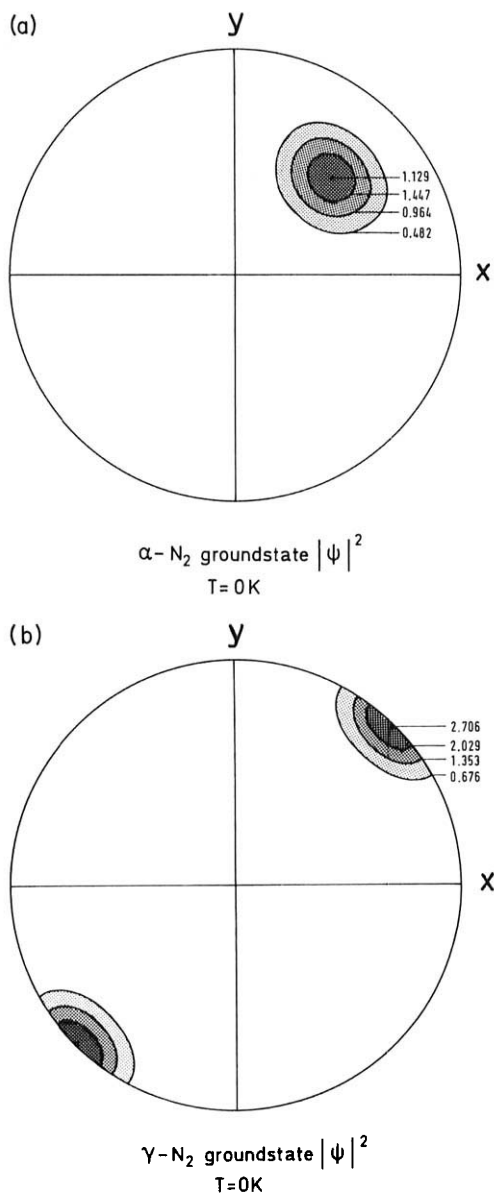 (a)
y
1.129
1.447
0.964
0.482
x
α-N₂ groundstate |ψ|²
T=0K
(b)
y
2.706
2.029
1.353
0.676
x
γ-N₂ groundstate |ψ|²
T=0K